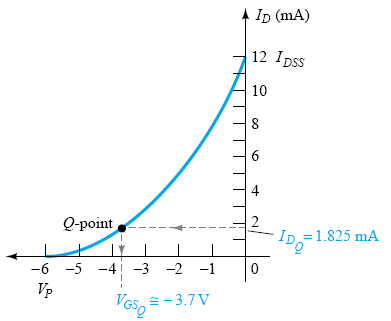 I_D (mA)
12 I_DSS
10
8
6
4
Q-point
2
I_DQ = 1.825 mA
–6 –5 –4 –3 –2 –1 0
V_P
V_GSQ ≅ – 3.7 V